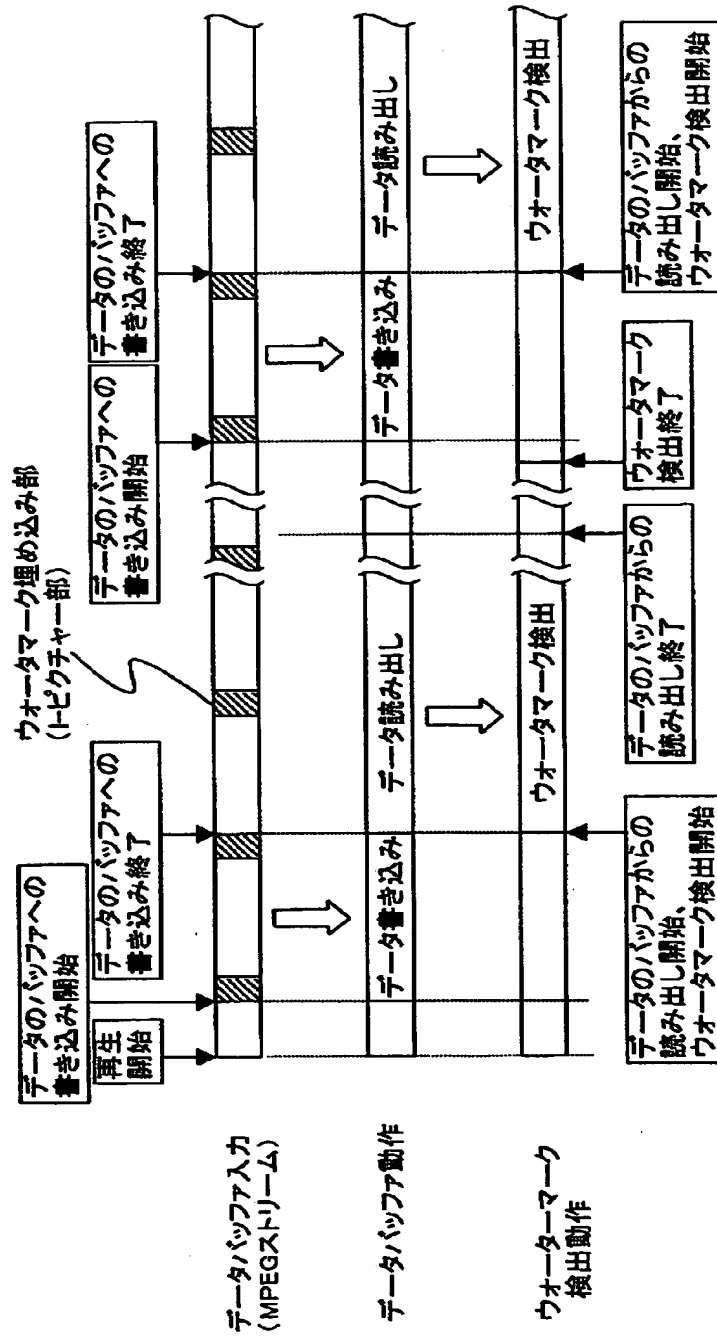 データのバッファへの
書き込み開始
再生
開始
データのバッファへの
書き込み終了
ウォータマーク埋め込み部
(Iーピクチャー部)
データのバッファへの
書き込み開始
データのバッファへの
書き込み終了
データバッファ入力
(MPEGストリーム)
データバッファ動作
データ書き込み
データ読み出し
データ書き込み
データ読み出し
ウォーターマーク
検出動作
ウォータマーク検出
ウォータマーク検出
データのバッファからの
読み出し開始、
ウォータマーク検出開始
データのバッファからの
読み出し終了
ウォータマーク
検出終了
データのバッファからの
読み出し開始、
ウォータマーク検出開始